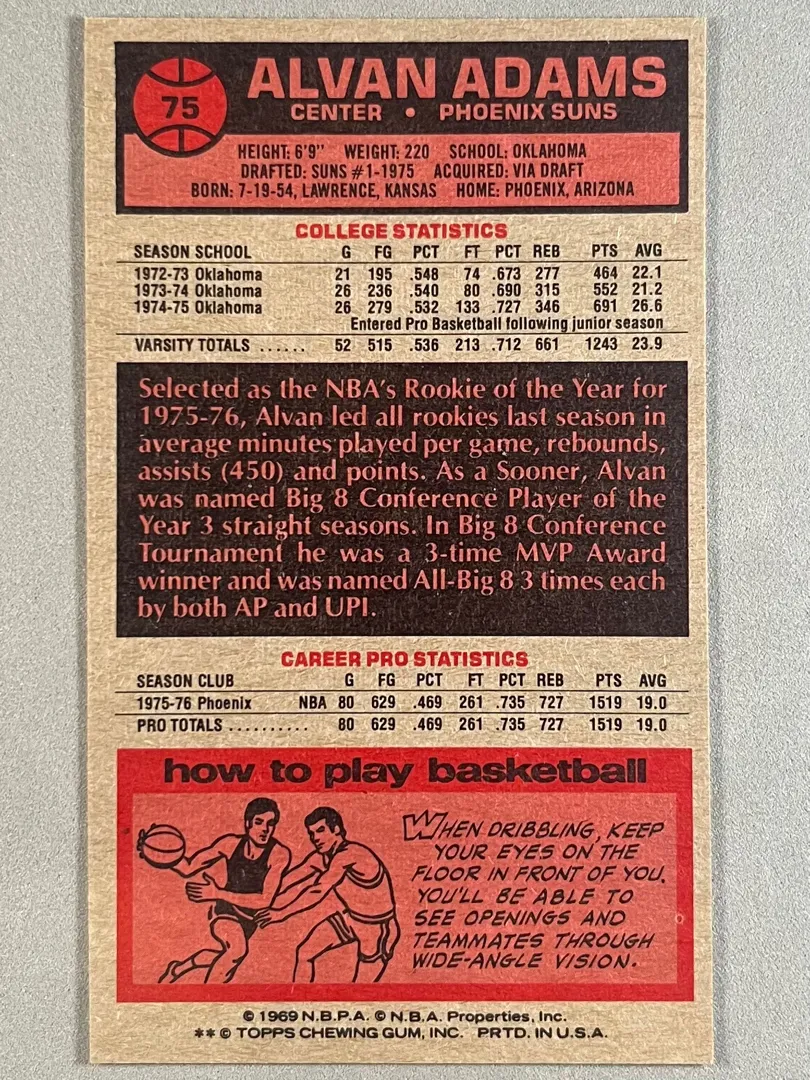 75
ALVAN ADAMS
CENTER • PHOENIX SUNS
HEIGHT: 6'9" WEIGHT: 220 SCHOOL: OKLAHOMA
DRAFTED: SUNS #1-1975 ACQUIRED: VIA DRAFT
BORN: 7-19-54, LAWRENCE, KANSAS HOME: PHOENIX, ARIZONA
COLLEGE STATISTICS
SEASON SCHOOL G FG PCT FT PCT REB PTS AVG
1972-73 Oklahoma 21 195 .548 74 .673 277 464 22.1
1973-74 Oklahoma 26 236 .540 80 .690 315 552 21.2
1974-75 Oklahoma 26 279 .532 133 .727 346 691 26.6
Entered Pro Basketball following junior season
VARSITY TOTALS ...... 52 515 .536 213 .712 661 1243 23.9
Selected as the NBA's Rookie of the Year for
1975-76, Alvan led all rookies last season in
average minutes played per game, rebounds,
assists (450) and points. As a Sooner, Alvan
was named Big 8 Conference Player of the
Year 3 straight seasons. In Big 8 Conference
Tournament he was a 3-time MVP Award
winner and was named All-Big 8 3 times each
by both AP and UPI.
CAREER PRO STATISTICS
SEASON CLUB G FG PCT FT PCT REB PTS AVG
1975-76 Phoenix NBA 80 629 .469 261 .735 727 1519 19.0
PRO TOTALS .......... 80 629 .469 261 .735 727 1519 19.0
how to play basketball
WHEN DRIBBLING, KEEP
YOUR EYES ON THE
FLOOR IN FRONT OF YOU.
YOU'LL BE ABLE TO
SEE OPENINGS AND
TEAMMATES THROUGH
WIDE-ANGLE VISION.
© 1969 N.B.P.A. © N.B.A. Properties, Inc.
** © TOPPS CHEWING GUM, INC. PRTD. IN U.S.A.